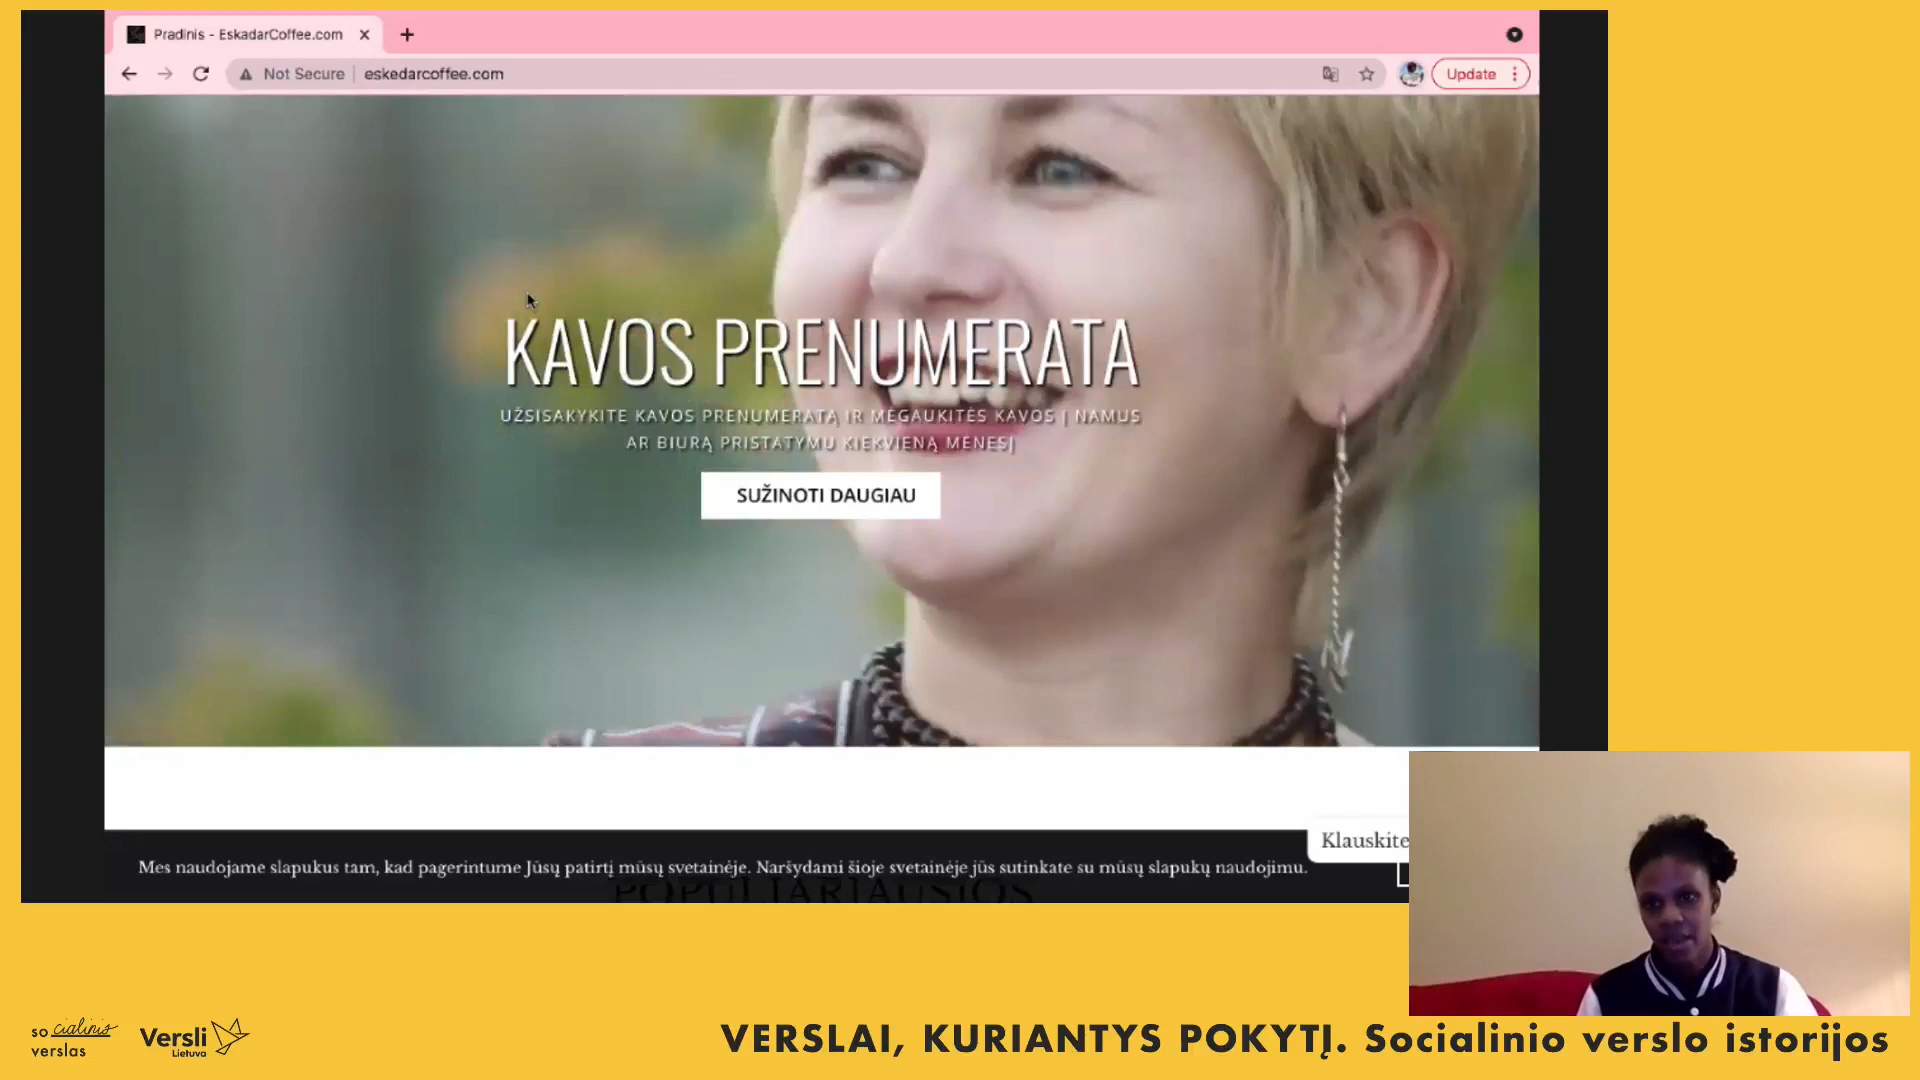 Pradinis - EskadarCoffee.com
Not Secure
eskedarcoffee.com
Update
KAVOS PRENUMERATA
UŽSISAKYKITE KAVOS PRENUMERATĄ IR MĖGAUKITĖS KAVOS Į NAMUS
AR BIURĄ PRISTATYMU KIEKVIENĄ MĖNESĮ
SUŽINOTI DAUGIAU
Klauskite
Mes naudojame slapukus tam, kad pagerintume Jūsų patirtį mūsų svetainėje. Naršydami šioje svetainėje jūs sutinkate su mūsų slapukų naudojimu.
POPULIARIAUSIOS
socialinis
verslas
Versli
Lietuva
VERSLAI, KURIANTYS POKYTĮ. Socialinio verslo istorijos